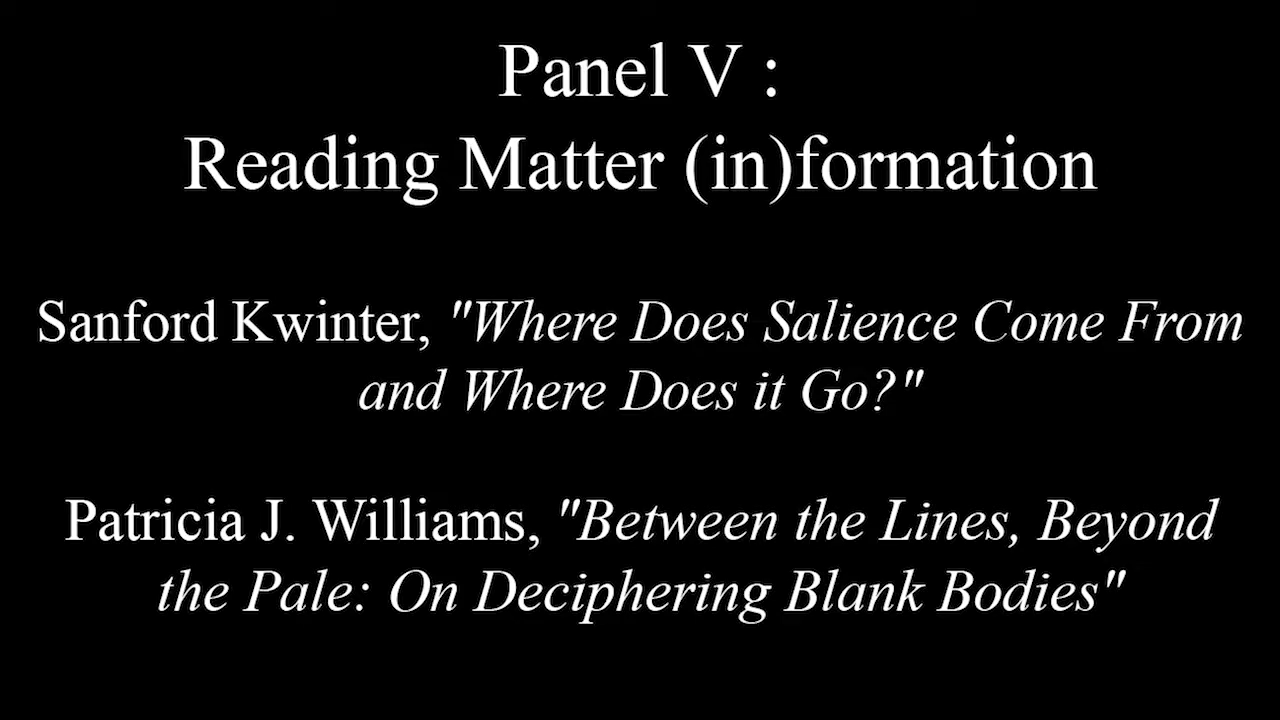 Panel V :
Reading Matter (in)formation
Sanford Kwinter, "Where Does Salience Come From
and Where Does it Go?"
Patricia J. Williams, "Between the Lines, Beyond
the Pale: On Deciphering Blank Bodies"